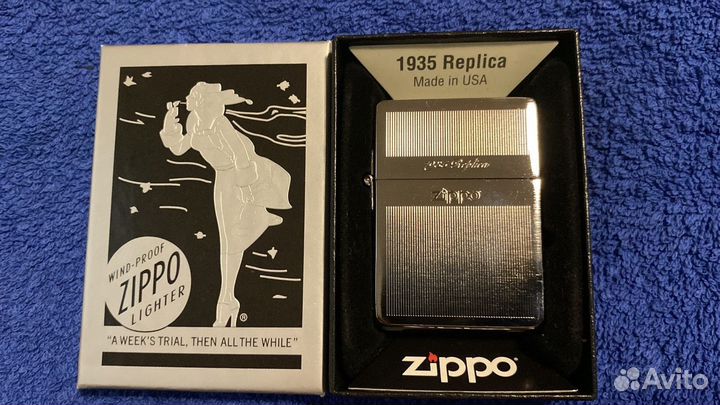 WIND-PROOF
ZIPPO
LIGHTER
®
"A WEEK'S TRIAL, THEN ALL THE WHILE"
1935 Replica
Made in USA
Replica
Zippo
zippo
Avito